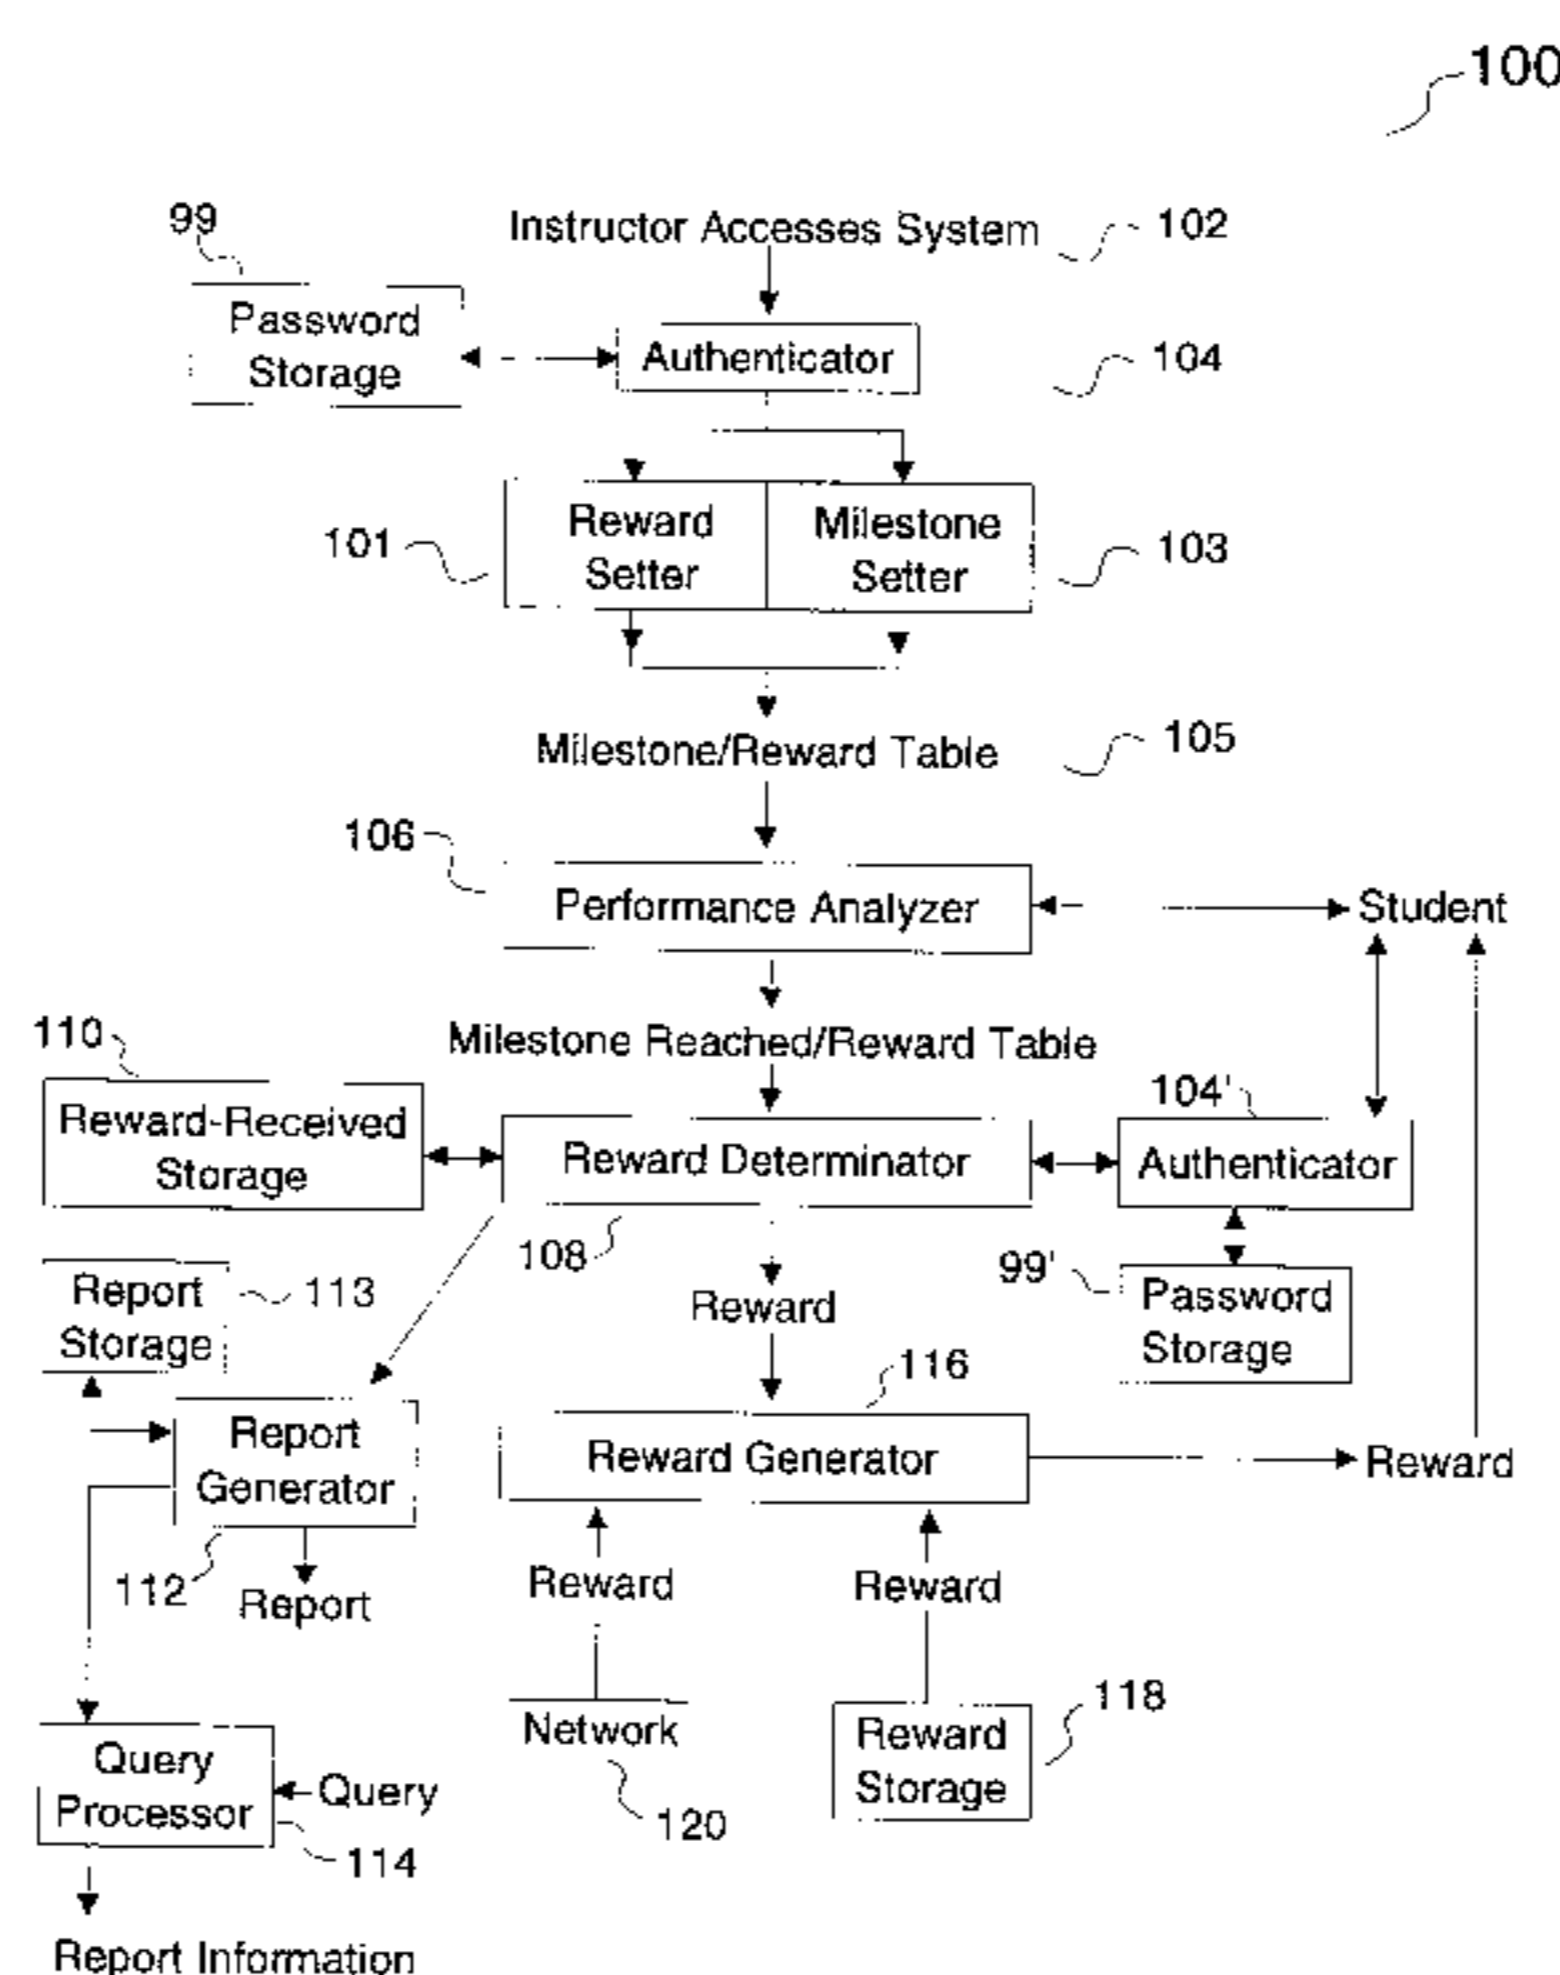 100
99
Instructor Accesses System
102
Password
Storage
Authenticator
104
101
Reward
Setter
Milestone
Setter
103
Milestone/Reward Table
105
106
Performance Analyzer
Student
110
Milestone Reached/Reward Table
104'
Reward-Received
Storage
Reward Determinator
Authenticator
108
99'
Report
Storage
113
Reward
Password
Storage
116
Report
Generator
Reward Generator
Reward
112
Report
Reward
Reward
Network
120
Reward
Storage
118
Query
Processor
Query
114
Report Information